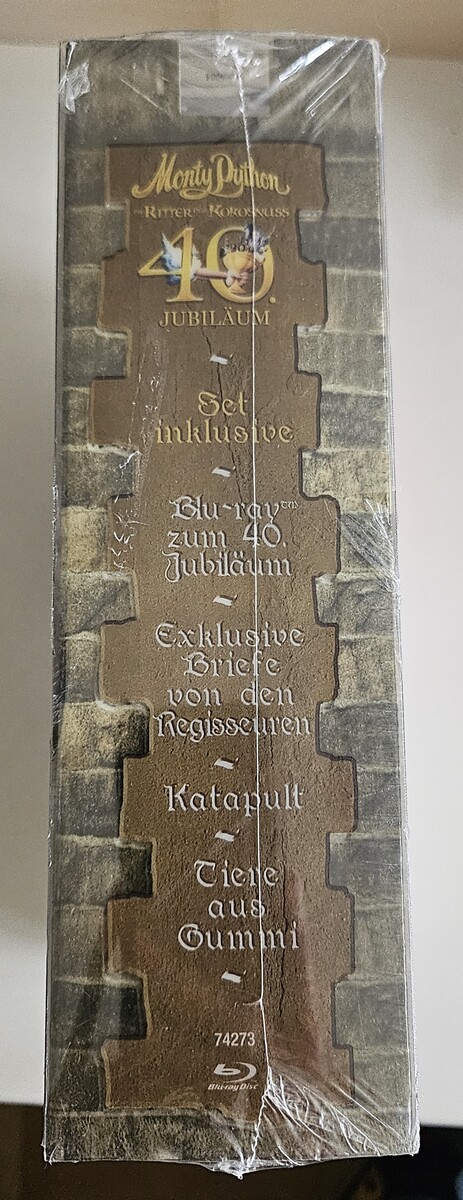 Monty Python
DIE RITTER DER KOKOSNUSS
40.
JUBILÄUM
~
Set
inklusive
~
Blu-ray™
zum 40.
Jubiläum
~
Exklusive
Briefe
von den
Regisseuren
~
Katapult
~
Tiere
aus
Gummi
~
74273
Blu-ray Disc